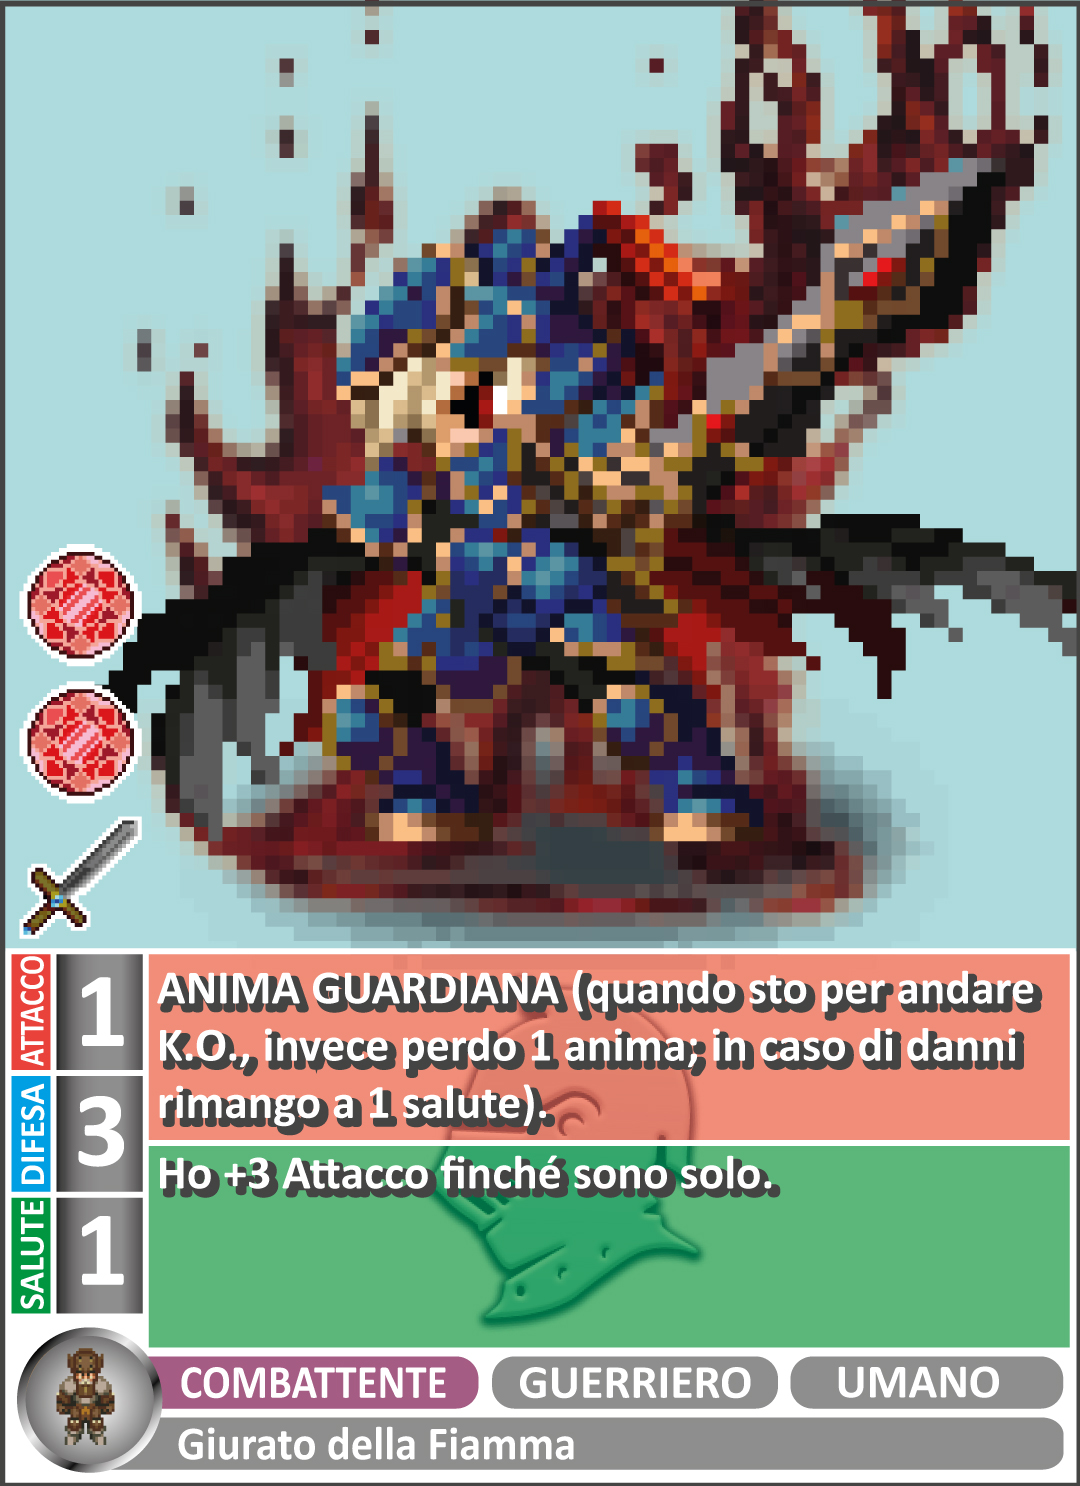 ATTACCO
1
DIFESA
3
SALUTE
1
ANIMA GUARDIANA (quando sto per andare
K.O., invece perdo 1 anima; in caso di danni
rimango a 1 salute).
Ho +3 Attacco finché sono solo.
COMBATTENTE
GUERRIERO
UMANO
Giurato della Fiamma